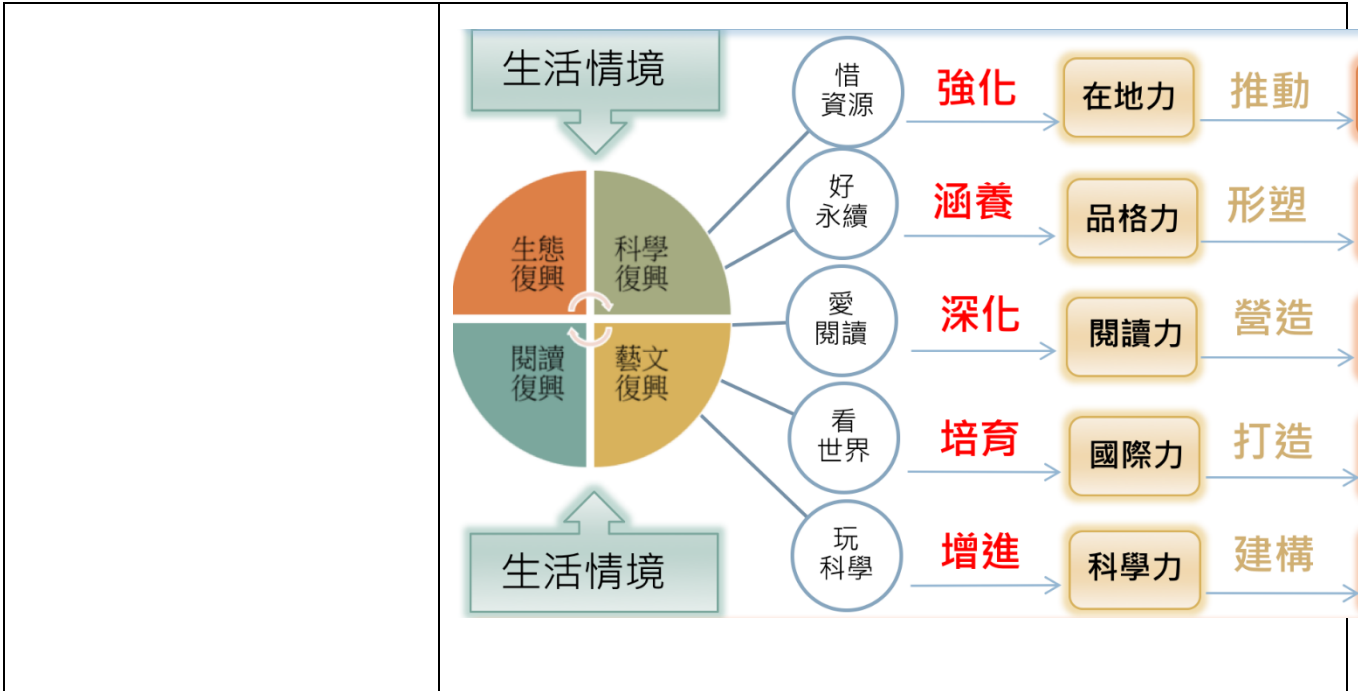 生活情境
生態
復興
科學
復興
閱讀
復興
藝文
復興
生活情境
惜
資源
強化
在地力
推動
好
永續
涵養
品格力
形塑
愛
閱讀
深化
閱讀力
營造
看
世界
培育
國際力
打造
玩
科學
增進
科學力
建構